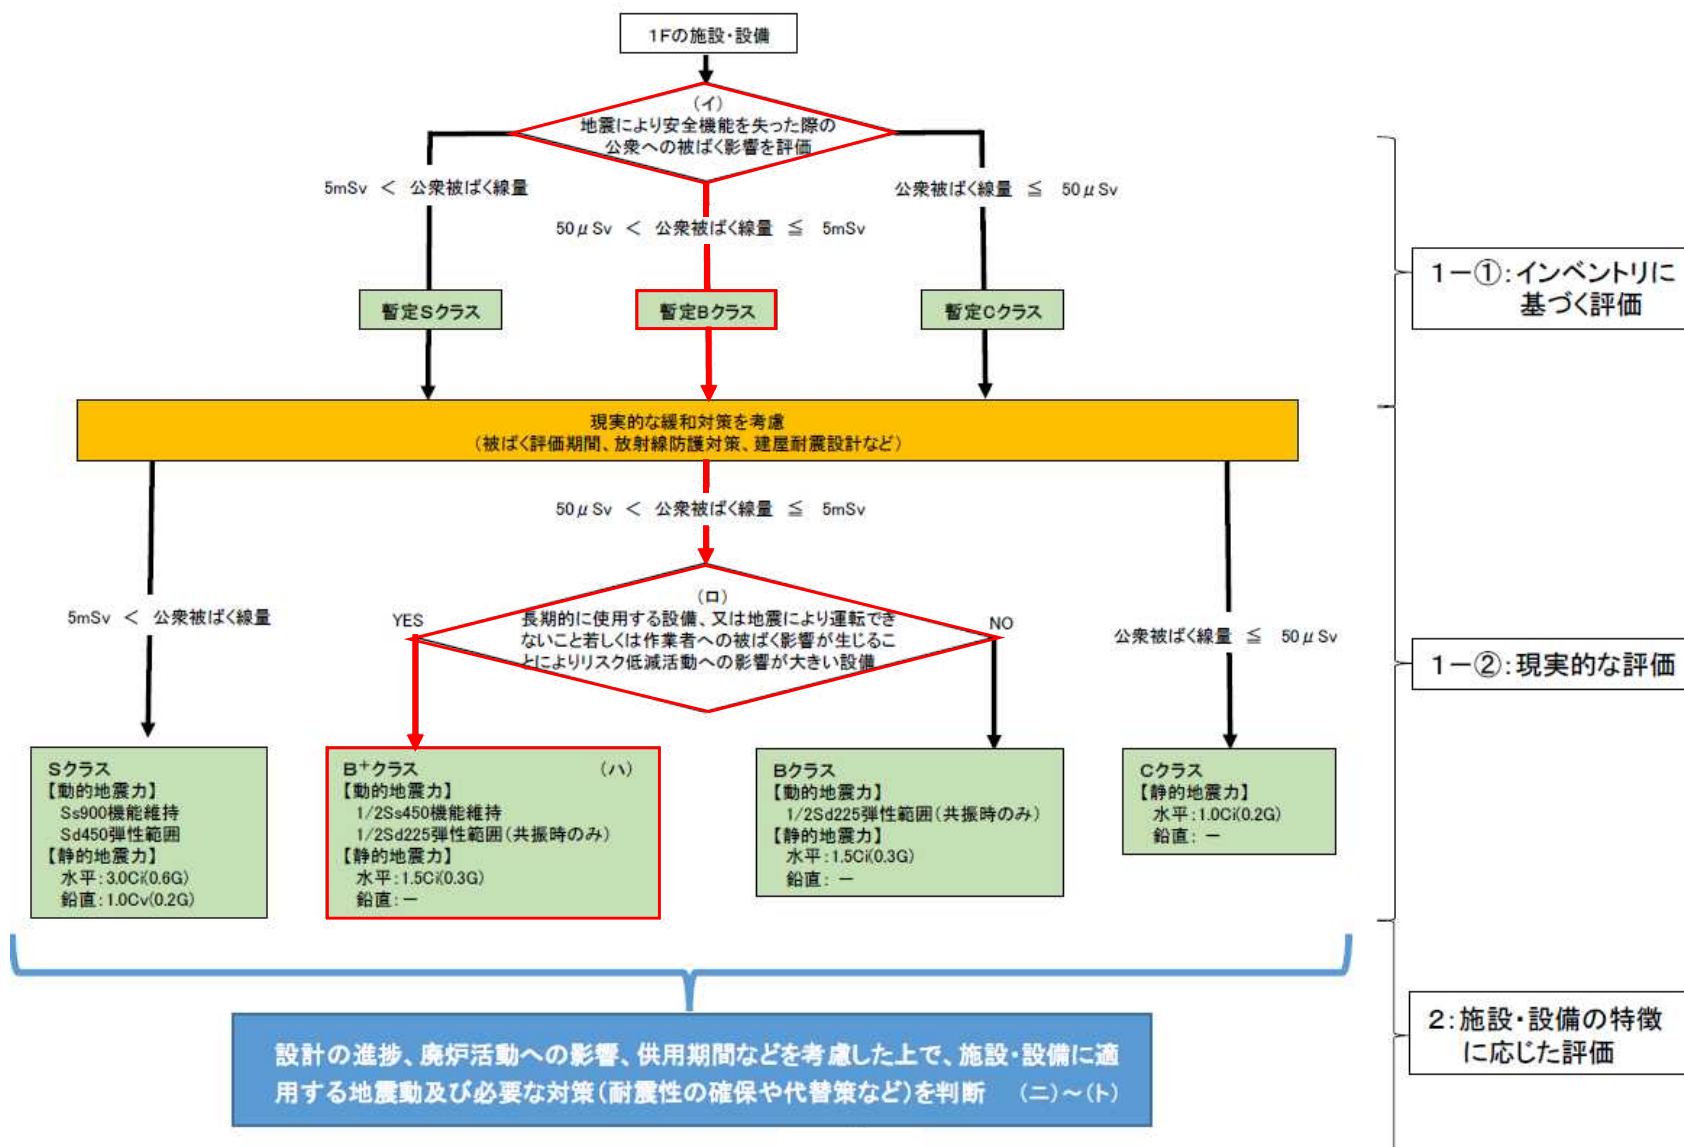 1Fの施設・設備
(イ)
地震により安全機能を失った際の
公衆への被ばく影響を評価
5mSv ＜ 公衆被ばく線量
公衆被ばく線量 ≦ 50μSv
50μSv ＜ 公衆被ばく線量 ≦ 5mSv
暫定Sクラス
暫定Bクラス
暫定Cクラス
1－①:インベントリに
基づく評価
現実的な緩和対策を考慮
(被ばく評価期間、放射線防護対策、建屋耐震設計など)
50μSv ＜ 公衆被ばく線量 ≦ 5mSv
5mSv ＜ 公衆被ばく線量
(ロ)
長期的に使用する設備、又は地震により運転でき
ないこと若しくは作業者への被ばく影響が生じるこ
とによりリスク低減活動への影響が大きい設備
YES
NO
公衆被ばく線量 ≦ 50μSv
1－②:現実的な評価
Sクラス
【動的地震力】
Ss900機能維持
Sd450弾性範囲
【静的地震力】
水平:3.0Ci(0.6G)
鉛直:1.0Cv(0.2G)
B⁺クラス (ハ)
【動的地震力】
1/2Ss450機能維持
1/2Sd225弾性範囲(共振時のみ)
【静的地震力】
水平:1.5Ci(0.3G)
鉛直:－
Bクラス
【動的地震力】
1/2Sd225弾性範囲(共振時のみ)
【静的地震力】
水平:1.5Ci(0.3G)
鉛直: －
Cクラス
【静的地震力】
水平:1.0Ci(0.2G)
鉛直: －
2:施設・設備の特徴
に応じた評価
設計の進捗、廃炉活動への影響、供用期間などを考慮した上で、施設・設備に適
用する地震動及び必要な対策(耐震性の確保や代替策など)を判断 (ニ)～(ト)